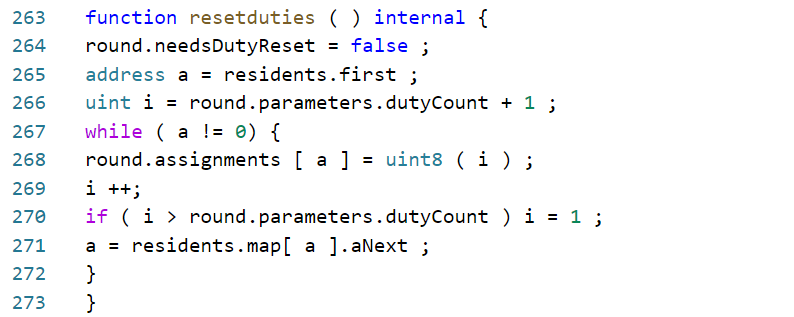 263 function resetduties ( ) internal {
264 round.needsDutyReset = false ;
265 address a = residents.first ;
266 uint i = round.parameters.dutyCount + 1 ;
267 while ( a != 0) {
268 round.assignments [ a ] = uint8 ( i ) ;
269 i ++;
270 if ( i > round.parameters.dutyCount ) i = 1 ;
271 a = residents.map[ a ].aNext ;
272 }
273 }